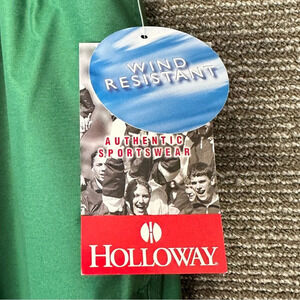 WIND
RESISTANT
AUTHENTIC
SPORTSWEAR
HOLLOWAY